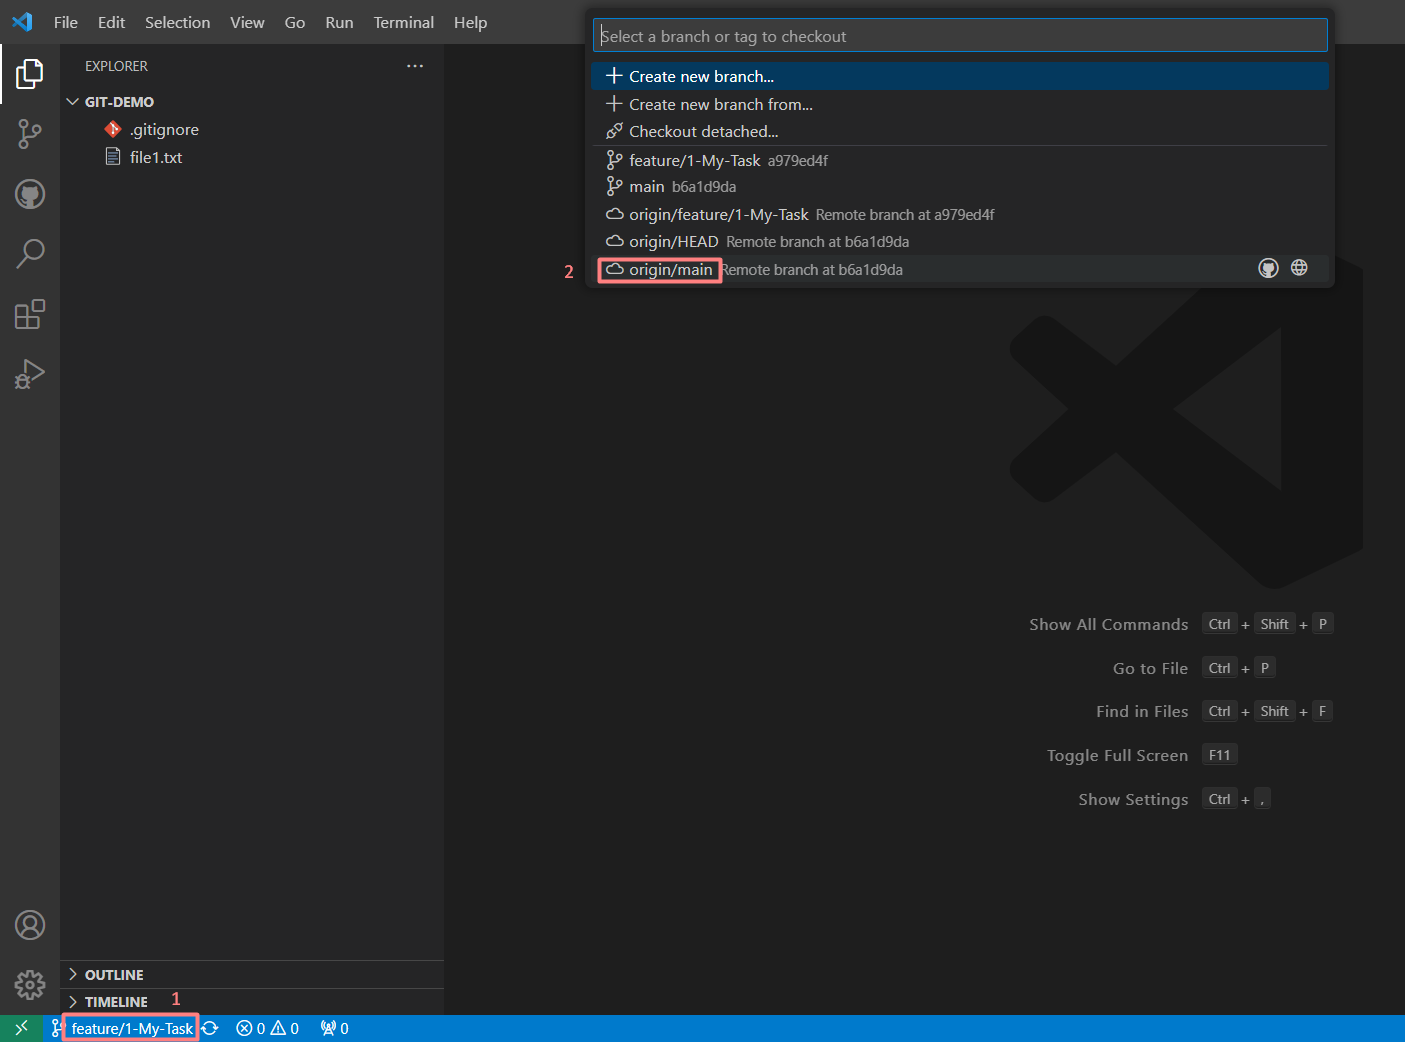 File Edit Selection View Go Run Terminal Help
Select a branch or tag to checkout
Create new branch...
Create new branch from...
Checkout detached...
feature/1-My-Task a979ed4f
main b6a1d9da
origin/feature/1-My-Task Remote branch at a979ed4f
origin/HEAD Remote branch at b6a1d9da
2 origin/main Remote branch at b6a1d9da
EXPLORER
GIT-DEMO
.gitignore
file1.txt
Show All Commands Ctrl + Shift + P
Go to File Ctrl + P
Find in Files Ctrl + Shift + F
Toggle Full Screen F11
Show Settings Ctrl + ,
OUTLINE
TIMELINE 1
feature/1-My-Task 0 0 0